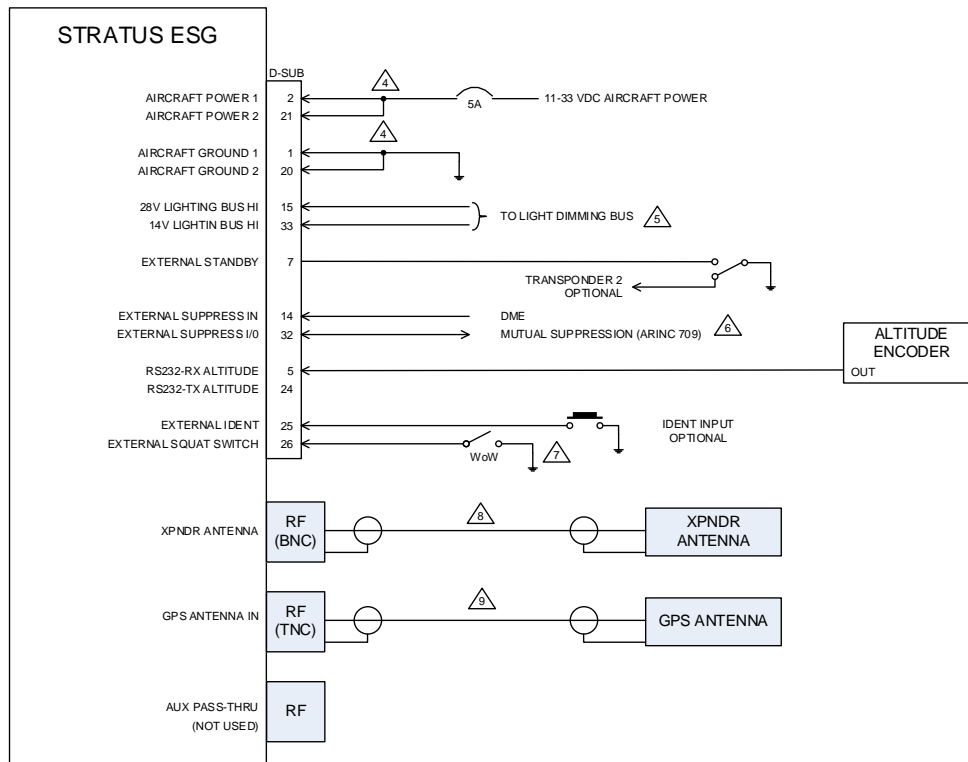 STRATUS ESG
D-SUB
AIRCRAFT POWER 1 2 4 5A 11-33 VDC AIRCRAFT POWER
AIRCRAFT POWER 2 21
AIRCRAFT GROUND 1 1 4
AIRCRAFT GROUND 2 20
28V LIGHTING BUS HI 15 TO LIGHT DIMMING BUS 5
14V LIGHTIN BUS HI 33
EXTERNAL STANDBY 7
TRANSPONDER 2
OPTIONAL
EXTERNAL SUPPRESS IN 14 DME
EXTERNAL SUPPRESS I/0 32 MUTUAL SUPPRESSION (ARINC 709) 6
ALTITUDE
ENCODER
RS232-RX ALTITUDE 5 OUT
RS232-TX ALTITUDE 24
EXTERNAL IDENT 25 IDENT INPUT
OPTIONAL
EXTERNAL SQUAT SWITCH 26 WoW 7
XPNDR ANTENNA RF
(BNC) 8 XPNDR
ANTENNA
GPS ANTENNA IN RF
(TNC) 9 GPS ANTENNA
AUX PASS-THRU
(NOT USED) RF